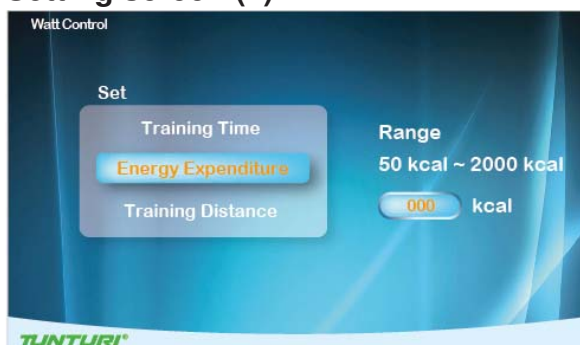 Watt Control
Set
Training Time
Energy Expenditure
Training Distance
Range
50 kcal ~ 2000 kcal
000 kcal
TUNTURI®